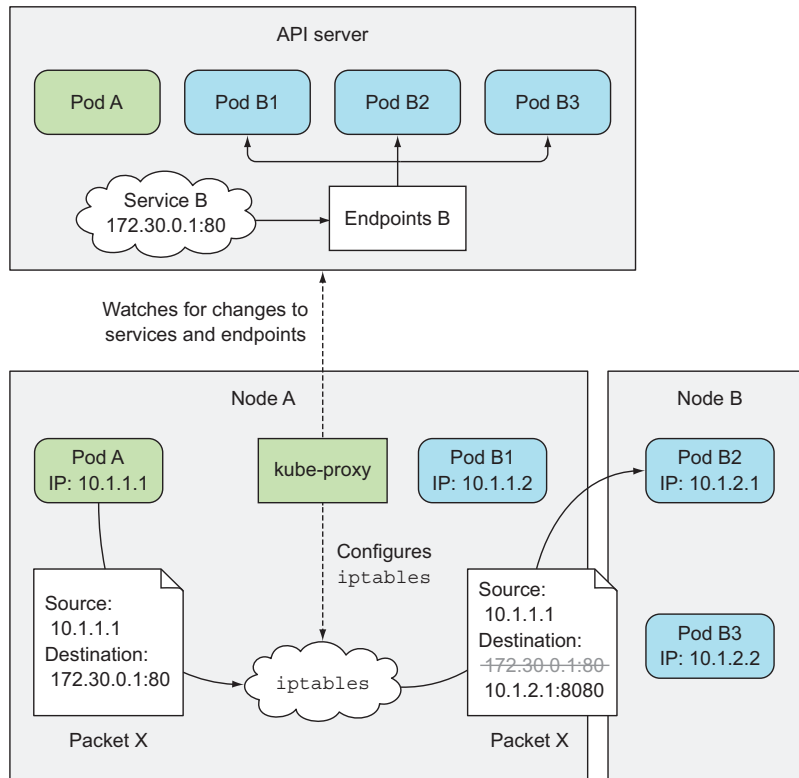 API server
Pod A
Pod B1
Pod B2
Pod B3
Service B
172.30.0.1:80
Endpoints B
Watches for changes to
services and endpoints
Node A
Node B
Pod A
IP: 10.1.1.1
kube-proxy
Pod B1
IP: 10.1.1.2
Pod B2
IP: 10.1.2.1
Configures
iptables
Source:
10.1.1.1
Destination:
172.30.0.1:80
Packet X
iptables
Source:
10.1.1.1
Destination:
172.30.0.1:80
10.1.2.1:8080
Packet X
Pod B3
IP: 10.1.2.2